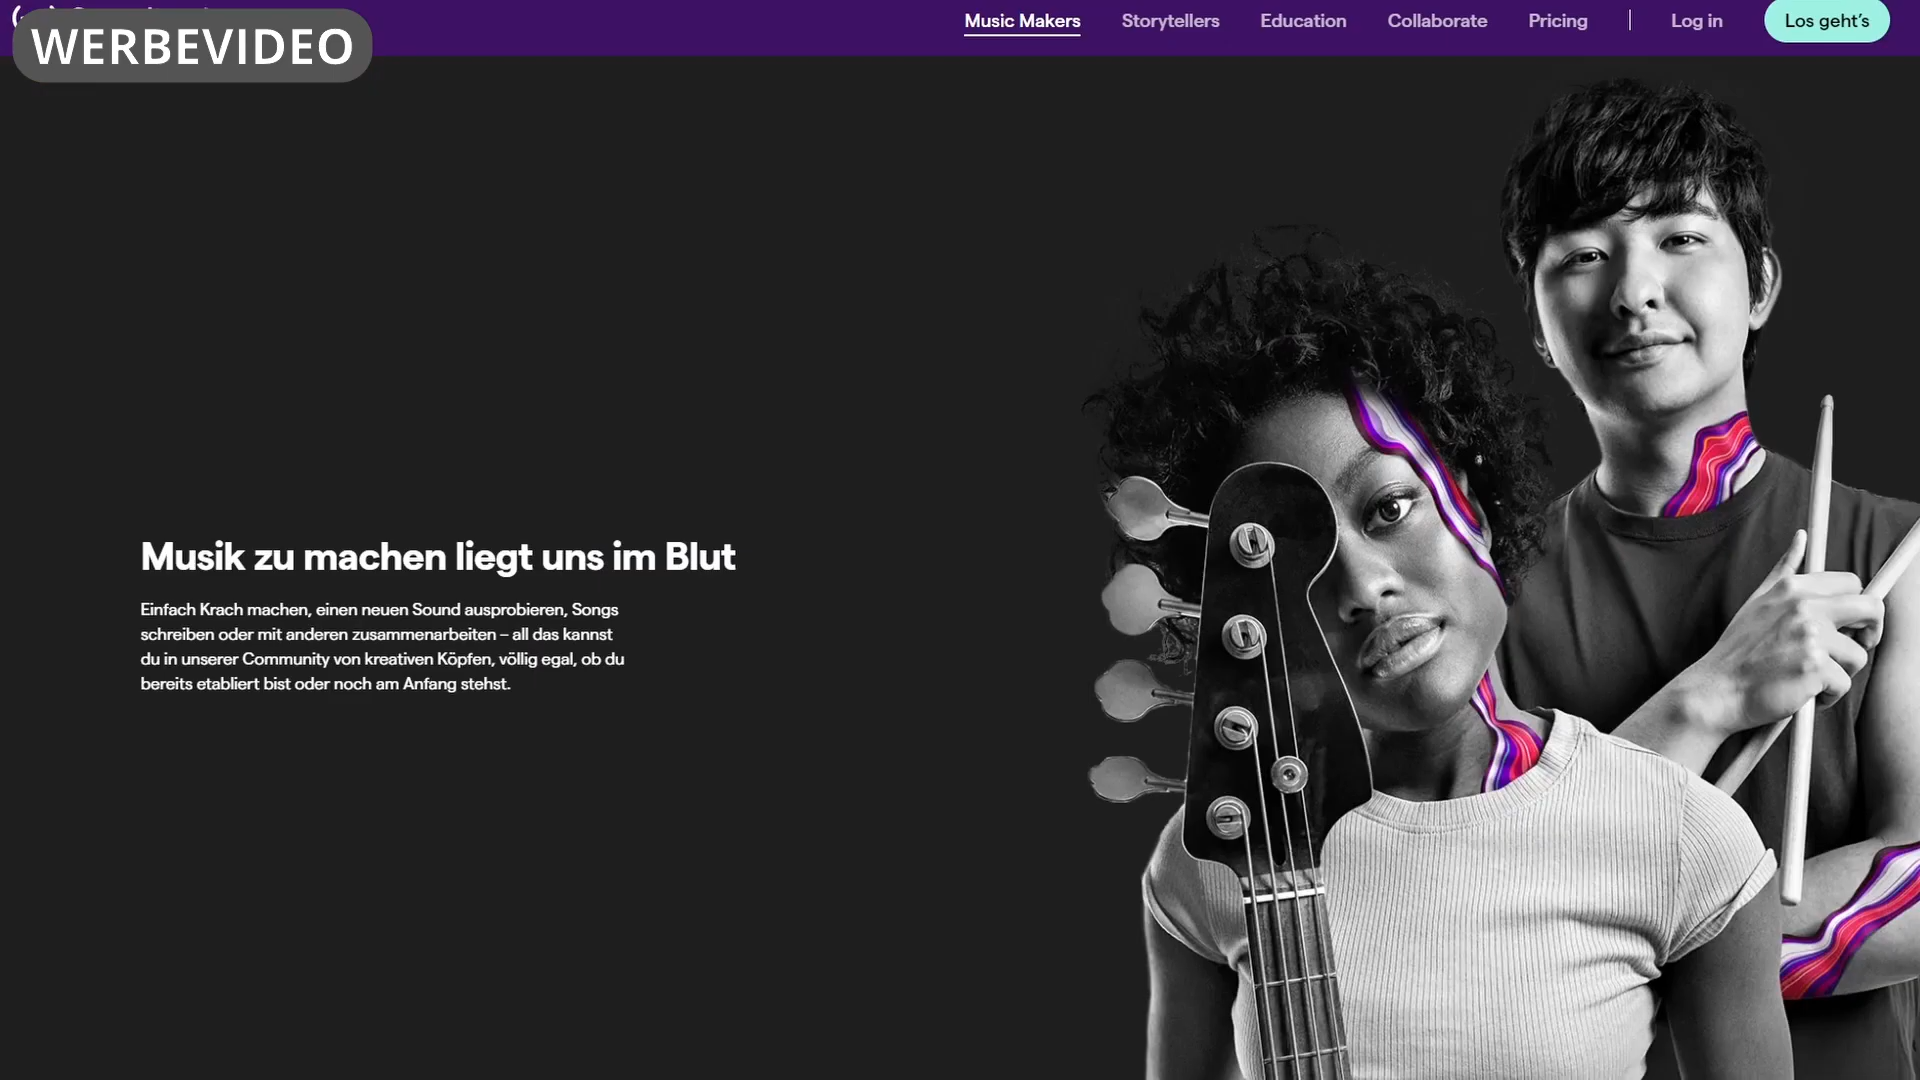 WERBEVIDEO
Music Makers Storytellers Education Collaborate Pricing Log in Los geht's
Musik zu machen liegt uns im Blut
Einfach Krach machen, einen neuen Sound ausprobieren, Songs
schreiben oder mit anderen zusammenarbeiten – all das kannst
du in unserer Community von kreativen Köpfen, völlig egal, ob du
bereits etabliert bist oder noch am Anfang stehst.